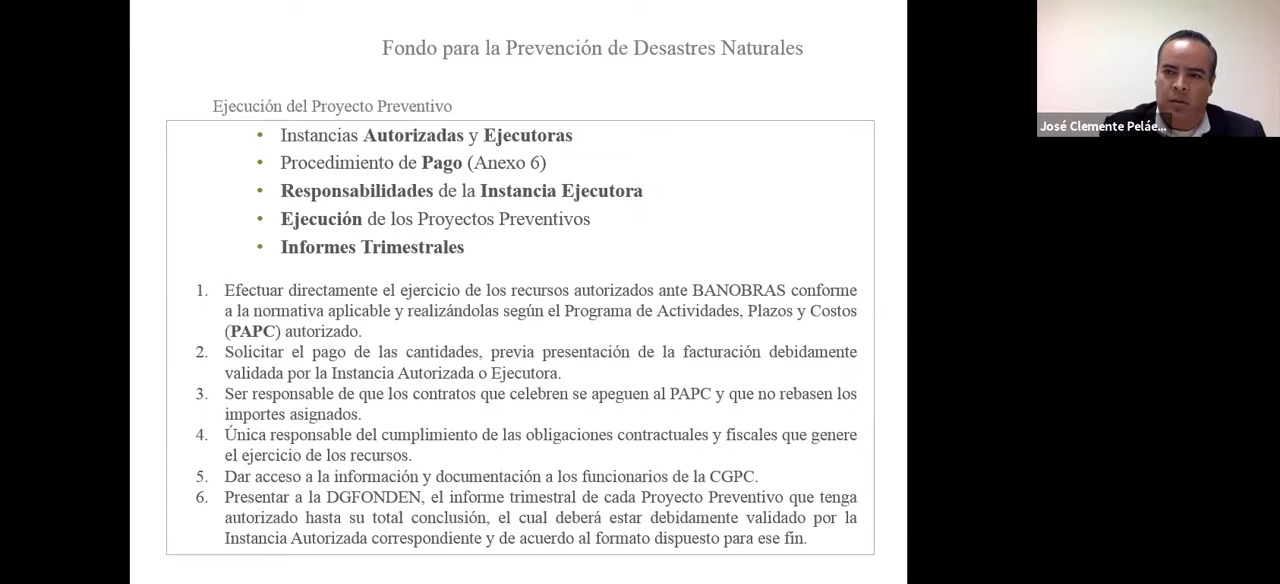 Fondo para la Prevención de Desastres Naturales
José Clemente Peláe...
Ejecución del Proyecto Preventivo
• Instancias Autorizadas y Ejecutoras
• Procedimiento de Pago (Anexo 6)
• Responsabilidades de la Instancia Ejecutora
• Ejecución de los Proyectos Preventivos
• Informes Trimestrales
1. Efectuar directamente el ejercicio de los recursos autorizados ante BANOBRAS conforme
a la normativa aplicable y realizándolas según el Programa de Actividades, Plazos y Costos
(PAPC) autorizado.
2. Solicitar el pago de las cantidades, previa presentación de la facturación debidamente
validada por la Instancia Autorizada o Ejecutora.
3. Ser responsable de que los contratos que celebren se apeguen al PAPC y que no rebasen los
importes asignados.
4. Única responsable del cumplimiento de las obligaciones contractuales y fiscales que genere
el ejercicio de los recursos.
5. Dar acceso a la información y documentación a los funcionarios de la CGPC.
6. Presentar a la DGFONDEN, el informe trimestral de cada Proyecto Preventivo que tenga
autorizado hasta su total conclusión, el cual deberá estar debidamente validado por la
Instancia Autorizada correspondiente y de acuerdo al formato dispuesto para ese fin.